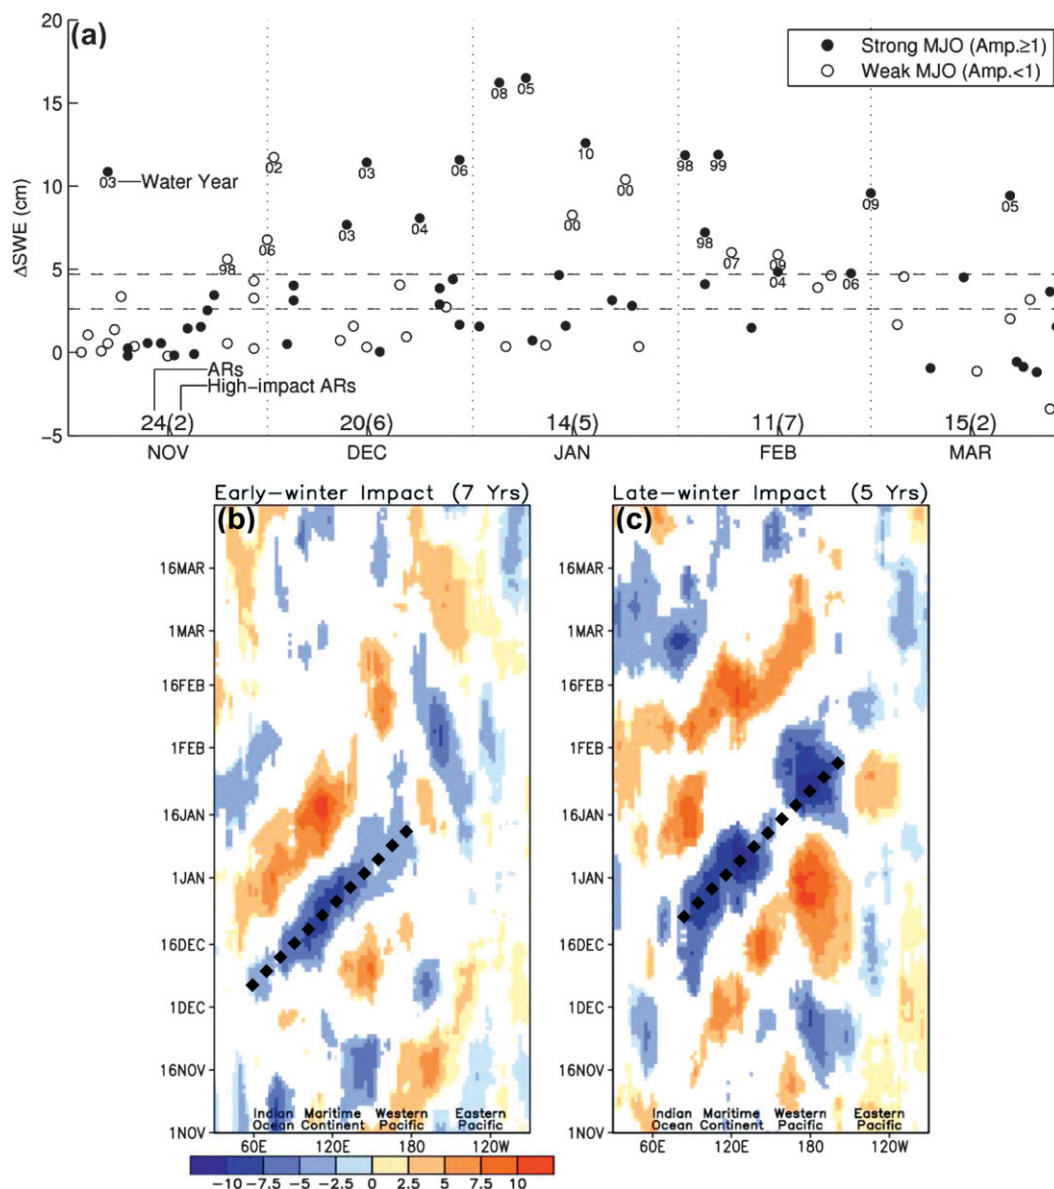 (a)
20
15
10
5
0
−5
ΔSWE (cm)
Strong MJO (Amp.≥1)
Weak MJO (Amp.<1)
08 05
02 03 06 10 98 99
03 Water Year 00 09 05
03 04 00
98 06 98 07 09 04 06
ARs
High−impact ARs
24(2) 20(6) 14(5) 11(7) 15(2)
NOV DEC JAN FEB MAR
Early−winter Impact (7 Yrs)
(b)
16MAR
1MAR
16FEB
1FEB
16JAN
1JAN
16DEC
1DEC
16NOV
1NOV
Indian Maritime Western Eastern
Ocean Continent Pacific Pacific
60E 120E 180 120W
Late−winter Impact (5 Yrs)
(c)
16MAR
1MAR
16FEB
1FEB
16JAN
1JAN
16DEC
1DEC
16NOV
1NOV
Indian Maritime Western Eastern
Ocean Continent Pacific Pacific
60E 120E 180 120W
−10 −7.5 −5 −2.5 0 2.5 5 7.5 10